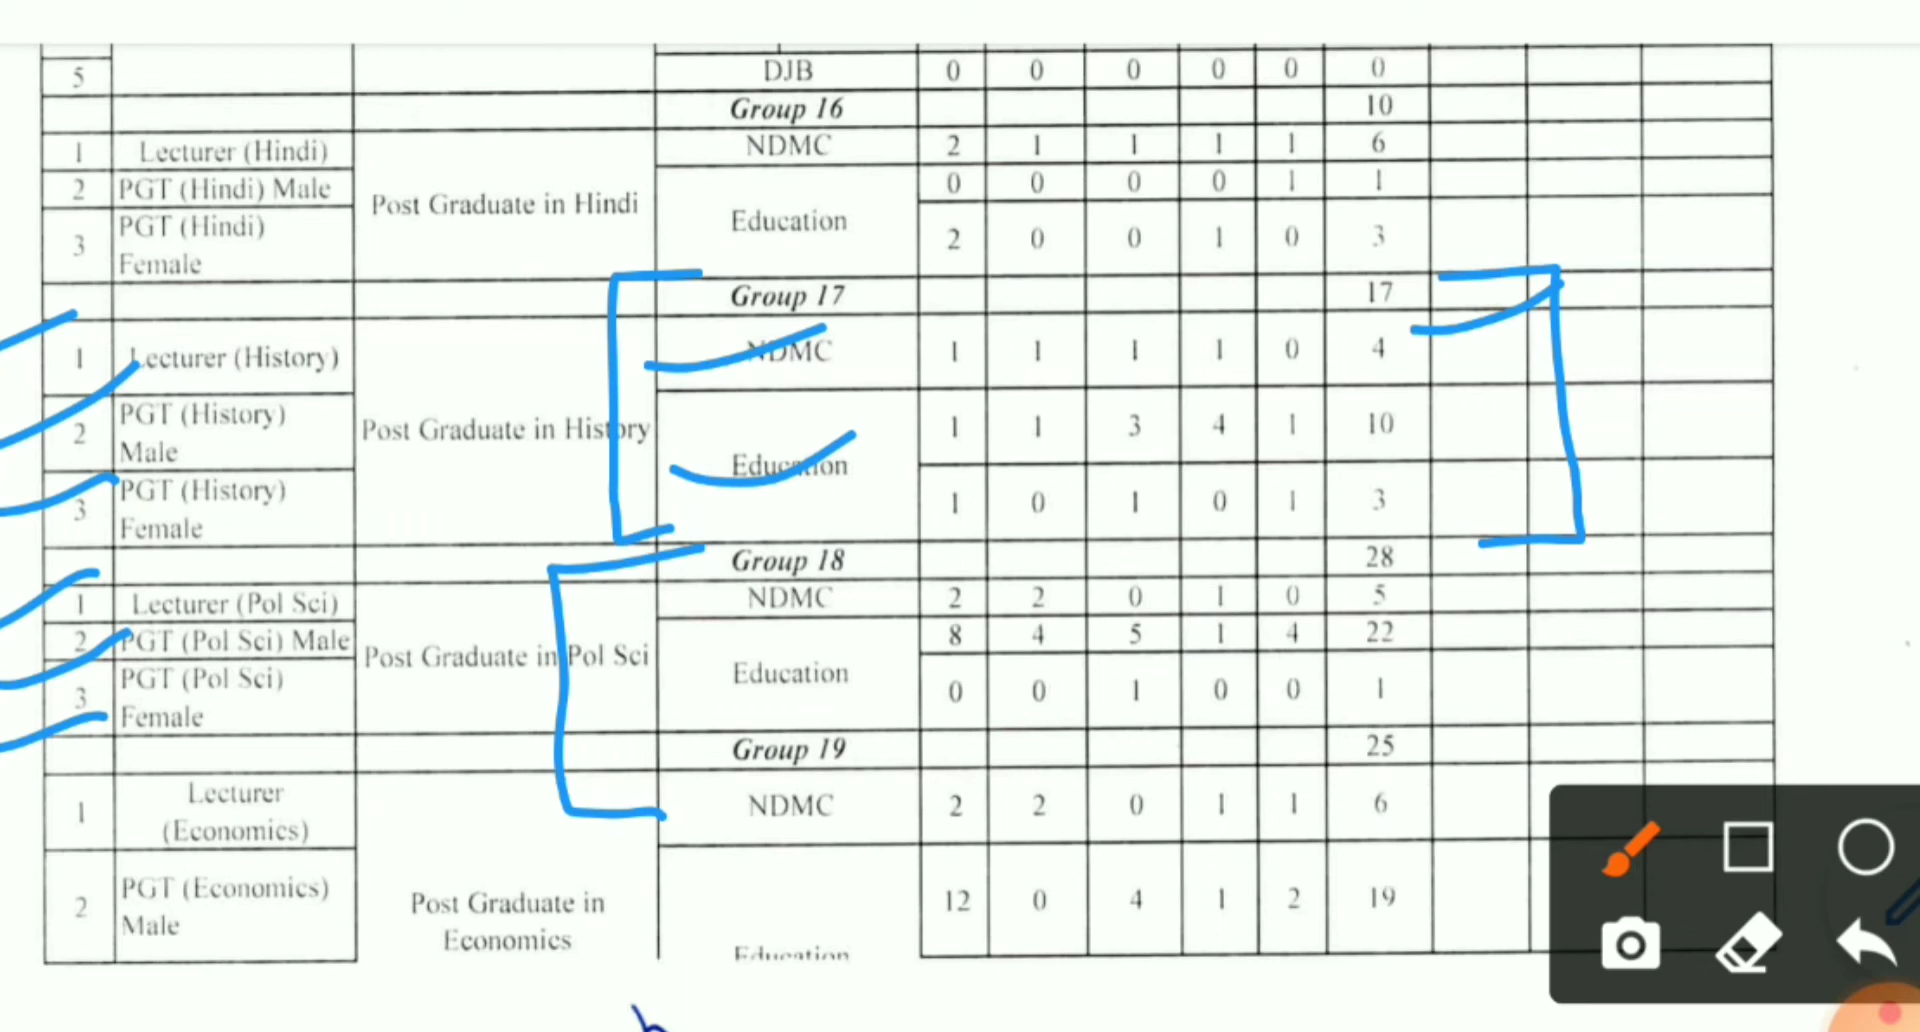 5 DJB 0 0 0 0 0 0
Group 16 10
1 Lecturer (Hindi) NDMC 2 1 1 1 1 6
2 PGT (Hindi) Male 0 0 0 0 1 1
Post Graduate in Hindi
Education
3 PGT (Hindi) 2 0 0 1 0 3
Female
Group 17 17
1 Lecturer (History) NDMC 1 1 1 1 0 4
2 PGT (History) 1 1 3 4 1 10
Male
Post Graduate in History
Education
3 PGT (History) 1 0 1 0 1 3
Female
Group 18 28
1 Lecturer (Pol Sci) NDMC 2 2 0 1 0 5
2 PGT (Pol Sci) Male 8 4 5 1 4 22
Post Graduate in Pol Sci
Education
3 PGT (Pol Sci) 0 0 1 0 0 1
Female
Group 19 25
1 Lecturer NDMC 2 2 0 1 1 6
(Economics)
2 PGT (Economics) 12 0 4 1 2 19
Male
Post Graduate in
Economics
Education